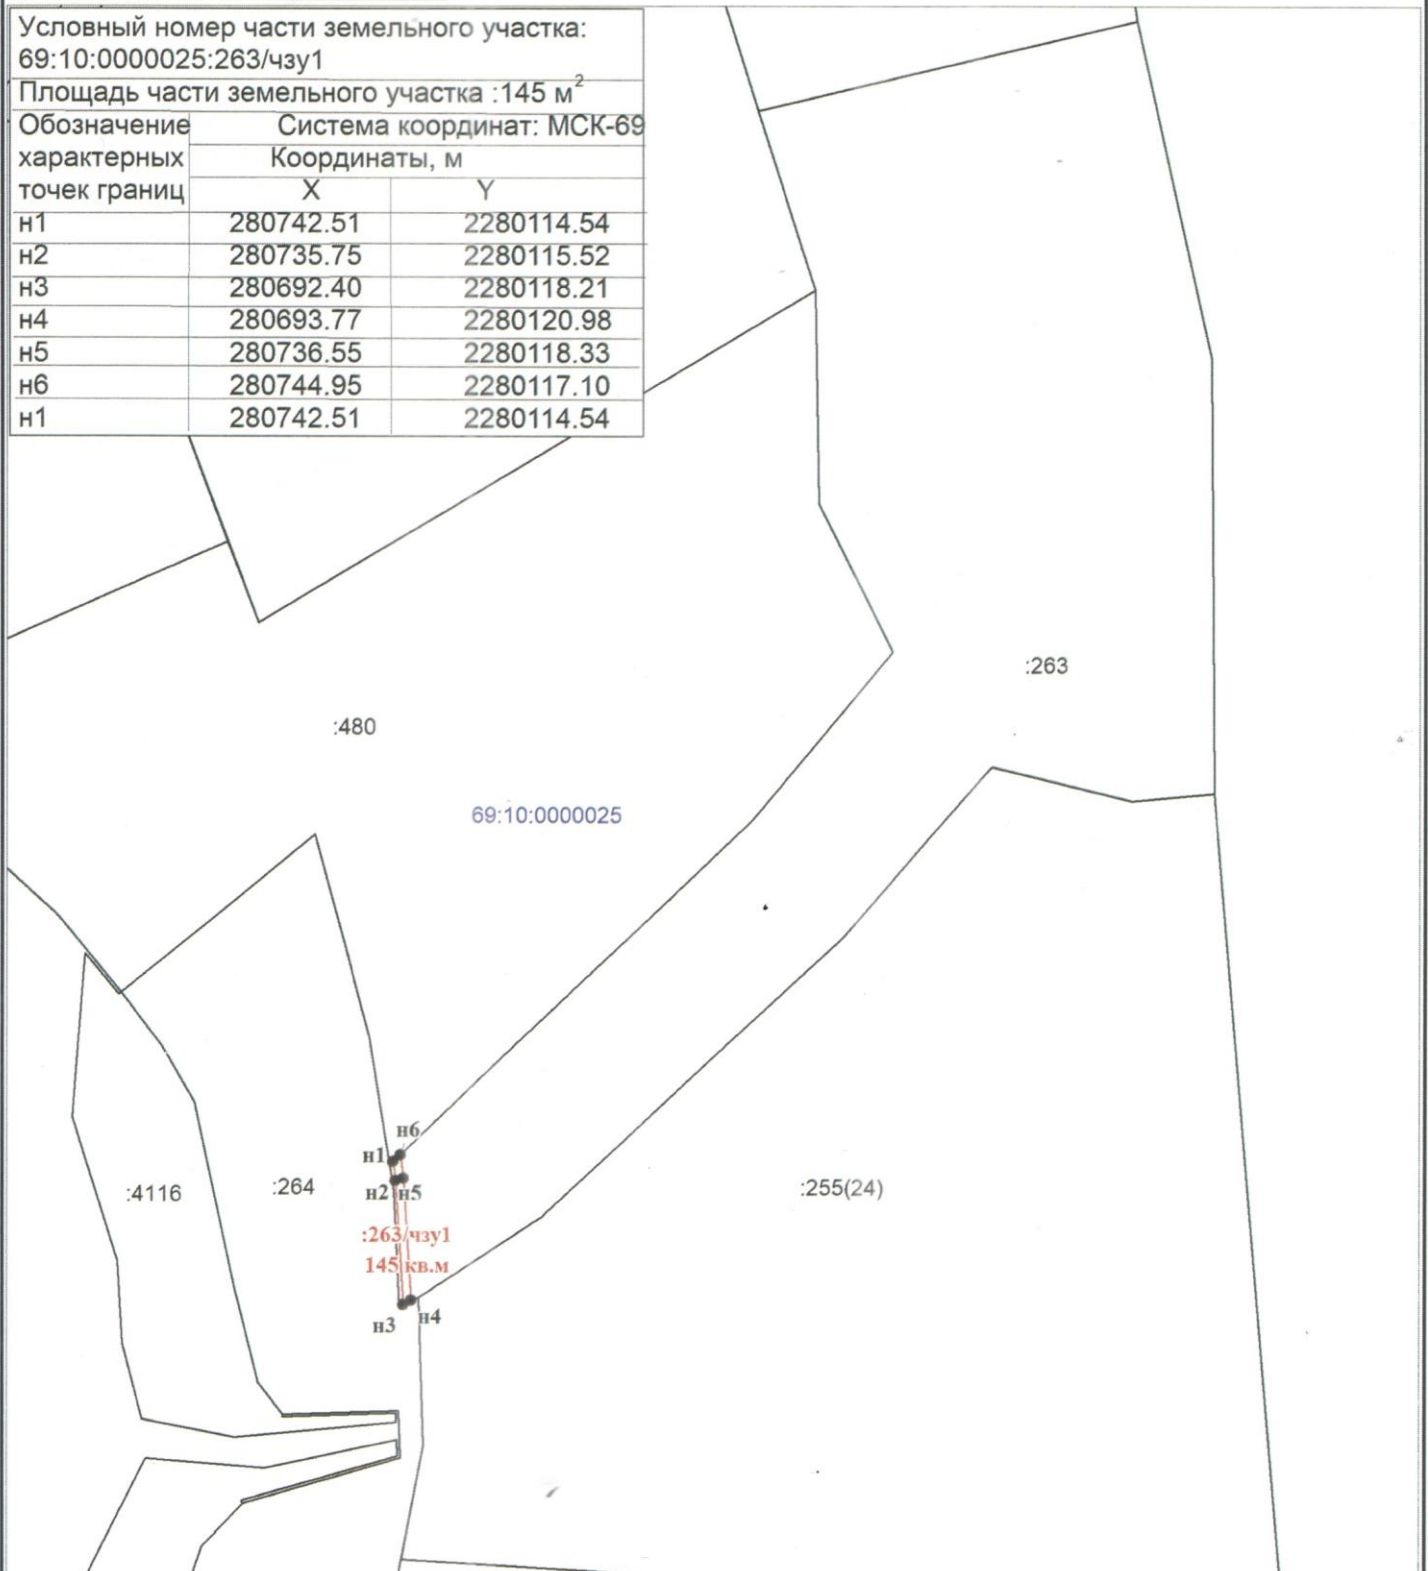 Условный номер части земельного участка:
69:10:0000025:263/чзу1
Площадь части земельного участка :145 м²
Обозначение характерных точек границ
Система координат: МСК-69
Координаты, м
X Y
н1 280742.51 2280114.54
н2 280735.75 2280115.52
н3 280692.40 2280118.21
н4 280693.77 2280120.98
н5 280736.55 2280118.33
н6 280744.95 2280117.10
н1 280742.51 2280114.54
:263
:480
69:10:0000025
н6
н1
:4116
:264
н2 н5
:255(24)
:263/чзу1
145 кв.м
н3
н4